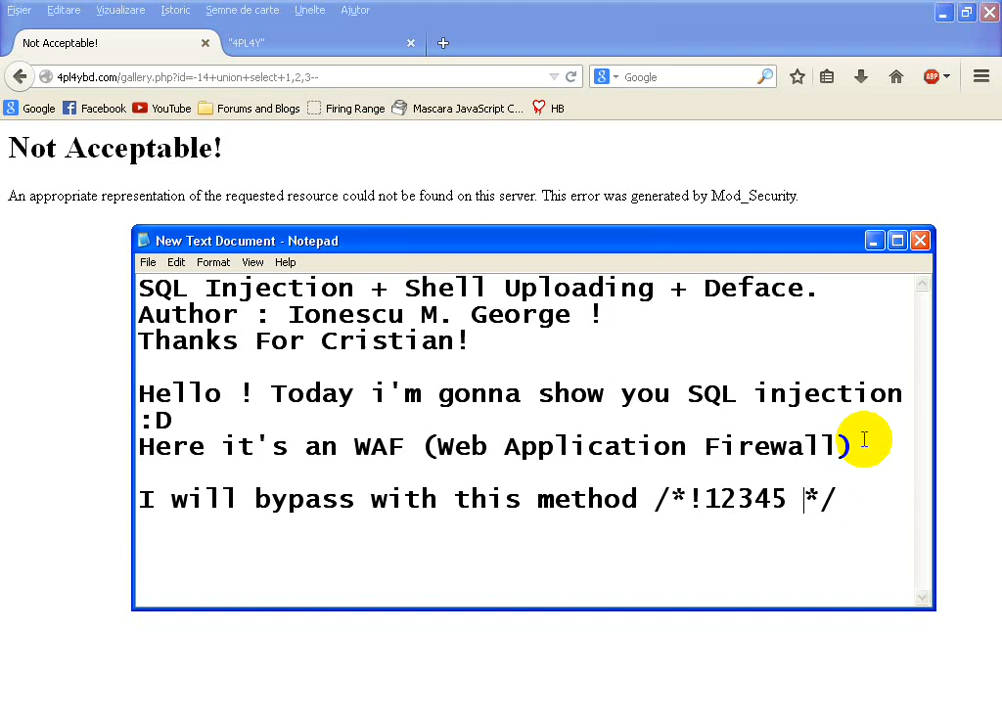 Fișier Editare Vizualizare Istoric Semne de carte Unelte Ajutor
Not Acceptable! "4PL4Y"
4pl4ybd.com/gallery.php?id=-14+union+select+1,2,3-- Google ABP
Google Facebook YouTube Forums and Blogs Firing Range Mascara JavaScript C... HB
Not Acceptable!
An appropriate representation of the requested resource could not be found on this server. This error was generated by Mod_Security.
New Text Document - Notepad
File Edit Format View Help
SQL Injection + Shell Uploading + Deface.
Author : Ionescu M. George !
Thanks For Cristian!
Hello ! Today i'm gonna show you SQL injection
:D
Here it's an WAF (Web Application Firewall)
I will bypass with this method /*!12345 */